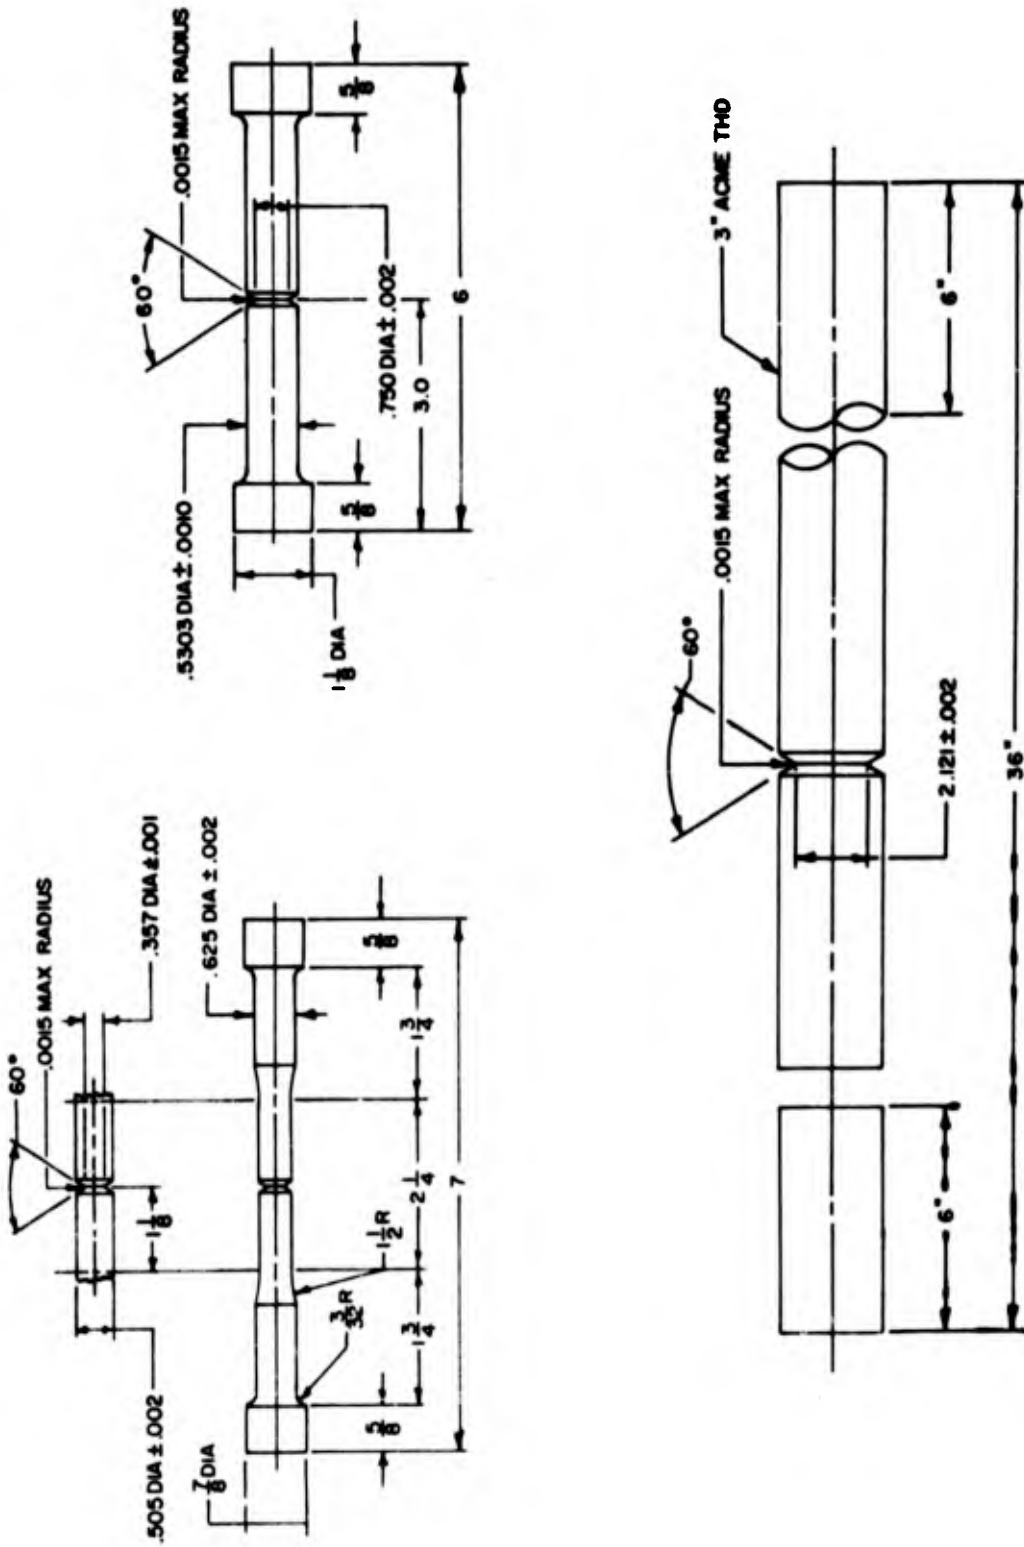 60°
.0015 MAX RADIUS
.357 DIA ± .001
1 1/8
.505 DIA ± .002
.625 DIA ± .002
7/8 DIA
5/8
1 3/4
2 1/4
1 3/4
5/8
3/32 R
1 1/2 R
7
60°
.0015 MAX RADIUS
.5303 DIA ± .0010
1 1/8 DIA
5/8
.750 DIA ± .002
3.0
5/8
6
60°
.0015 MAX RADIUS
3" ACME THD
2.121 ± .002
6"
6"
36"